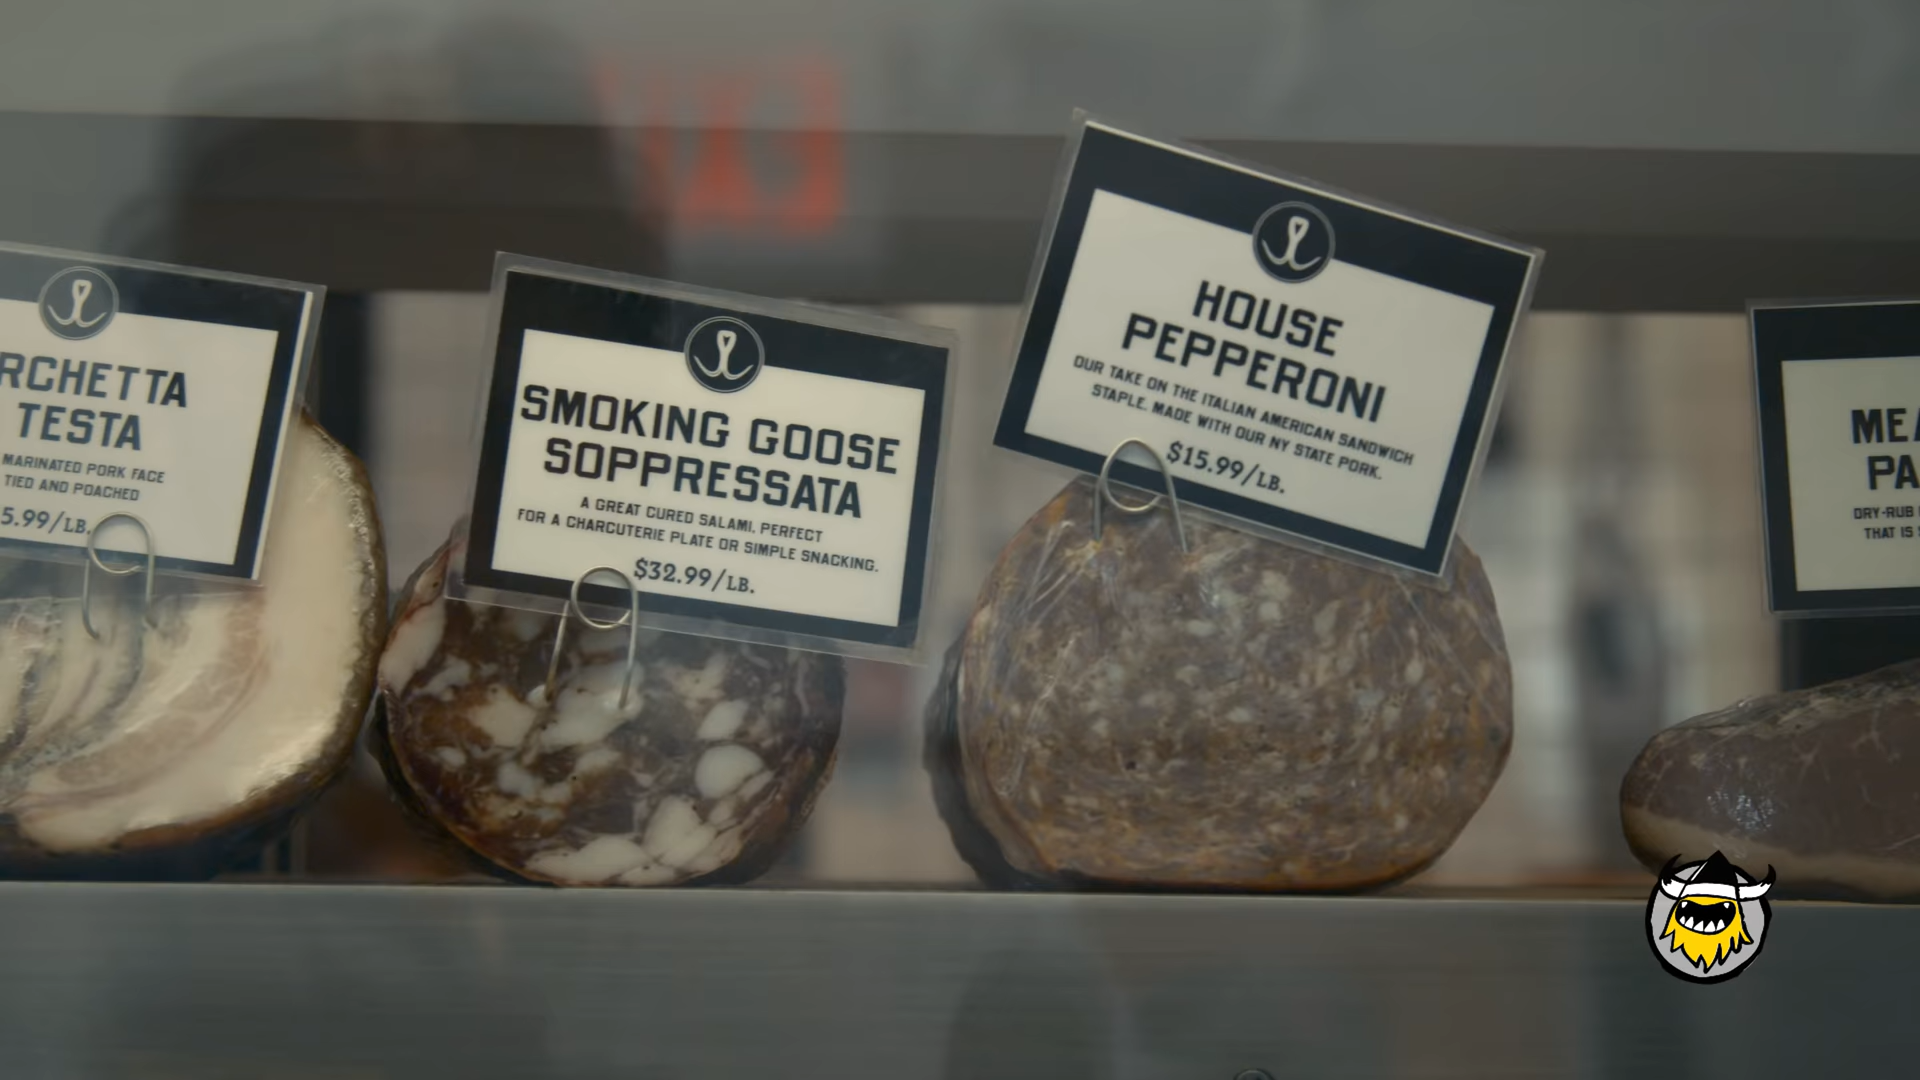 RCHETTA
TESTA
MARINATED PORK FACE
TIED AND POACHED
5.99/LB.
SMOKING GOOSE
SOPPRESSATA
A GREAT CURED SALAMI, PERFECT
FOR A CHARCUTERIE PLATE OR SIMPLE SNACKING.
$32.99/LB.
HOUSE
PEPPERONI
OUR TAKE ON THE ITALIAN AMERICAN SANDWICH
STAPLE. MADE WITH OUR NY STATE PORK.
$15.99/LB.
MEA
PA
DRY-RUB
THAT IS